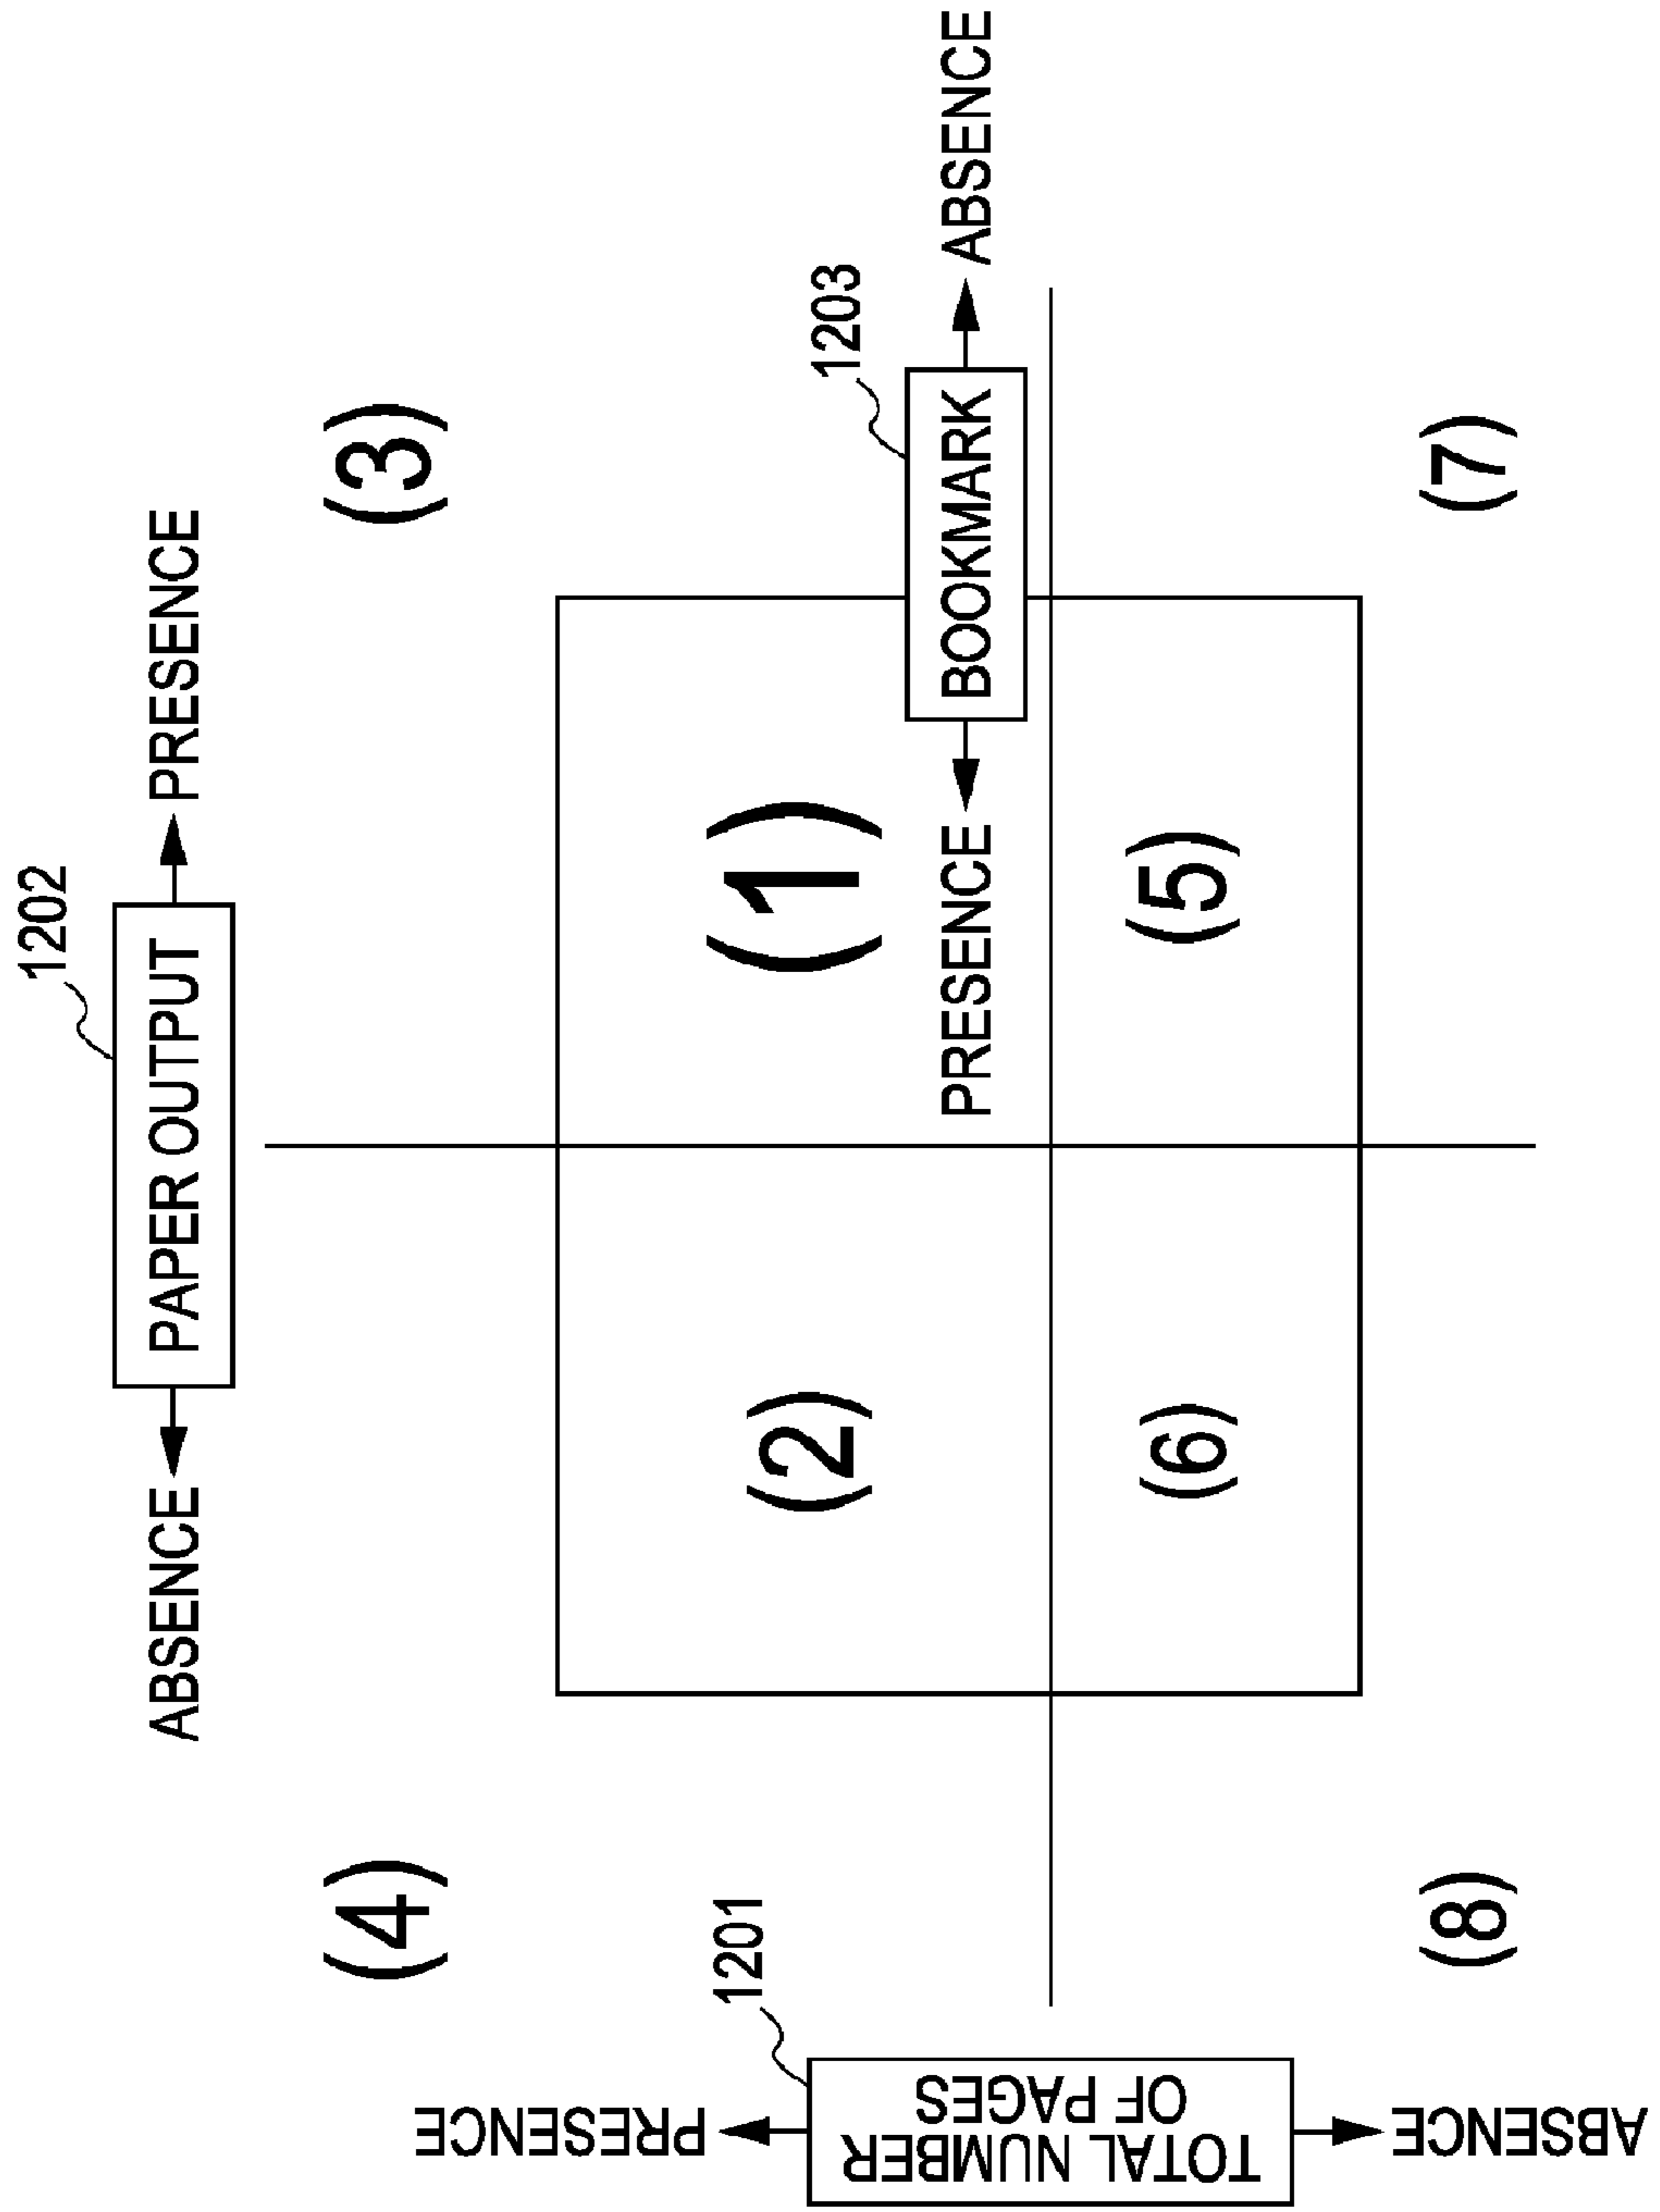 1202
ABSENCE
PAPER OUTPUT
PRESENCE
(4)
(3)
1201
PRESENCE
TOTAL NUMBER
OF PAGES
ABSENCE
(2)
(1)
1203
PRESENCE
BOOKMARK
ABSENCE
(6)
(5)
(8)
(7)